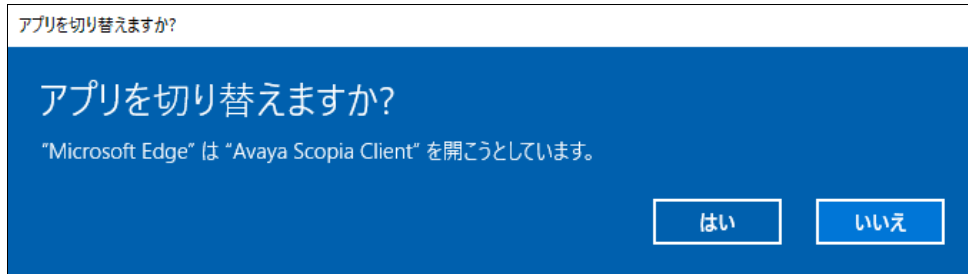 アプリを切り替えますか?
アプリを切り替えますか?
"Microsoft Edge" は "Avaya Scopia Client" を開こうとしています。
はい
いいえ